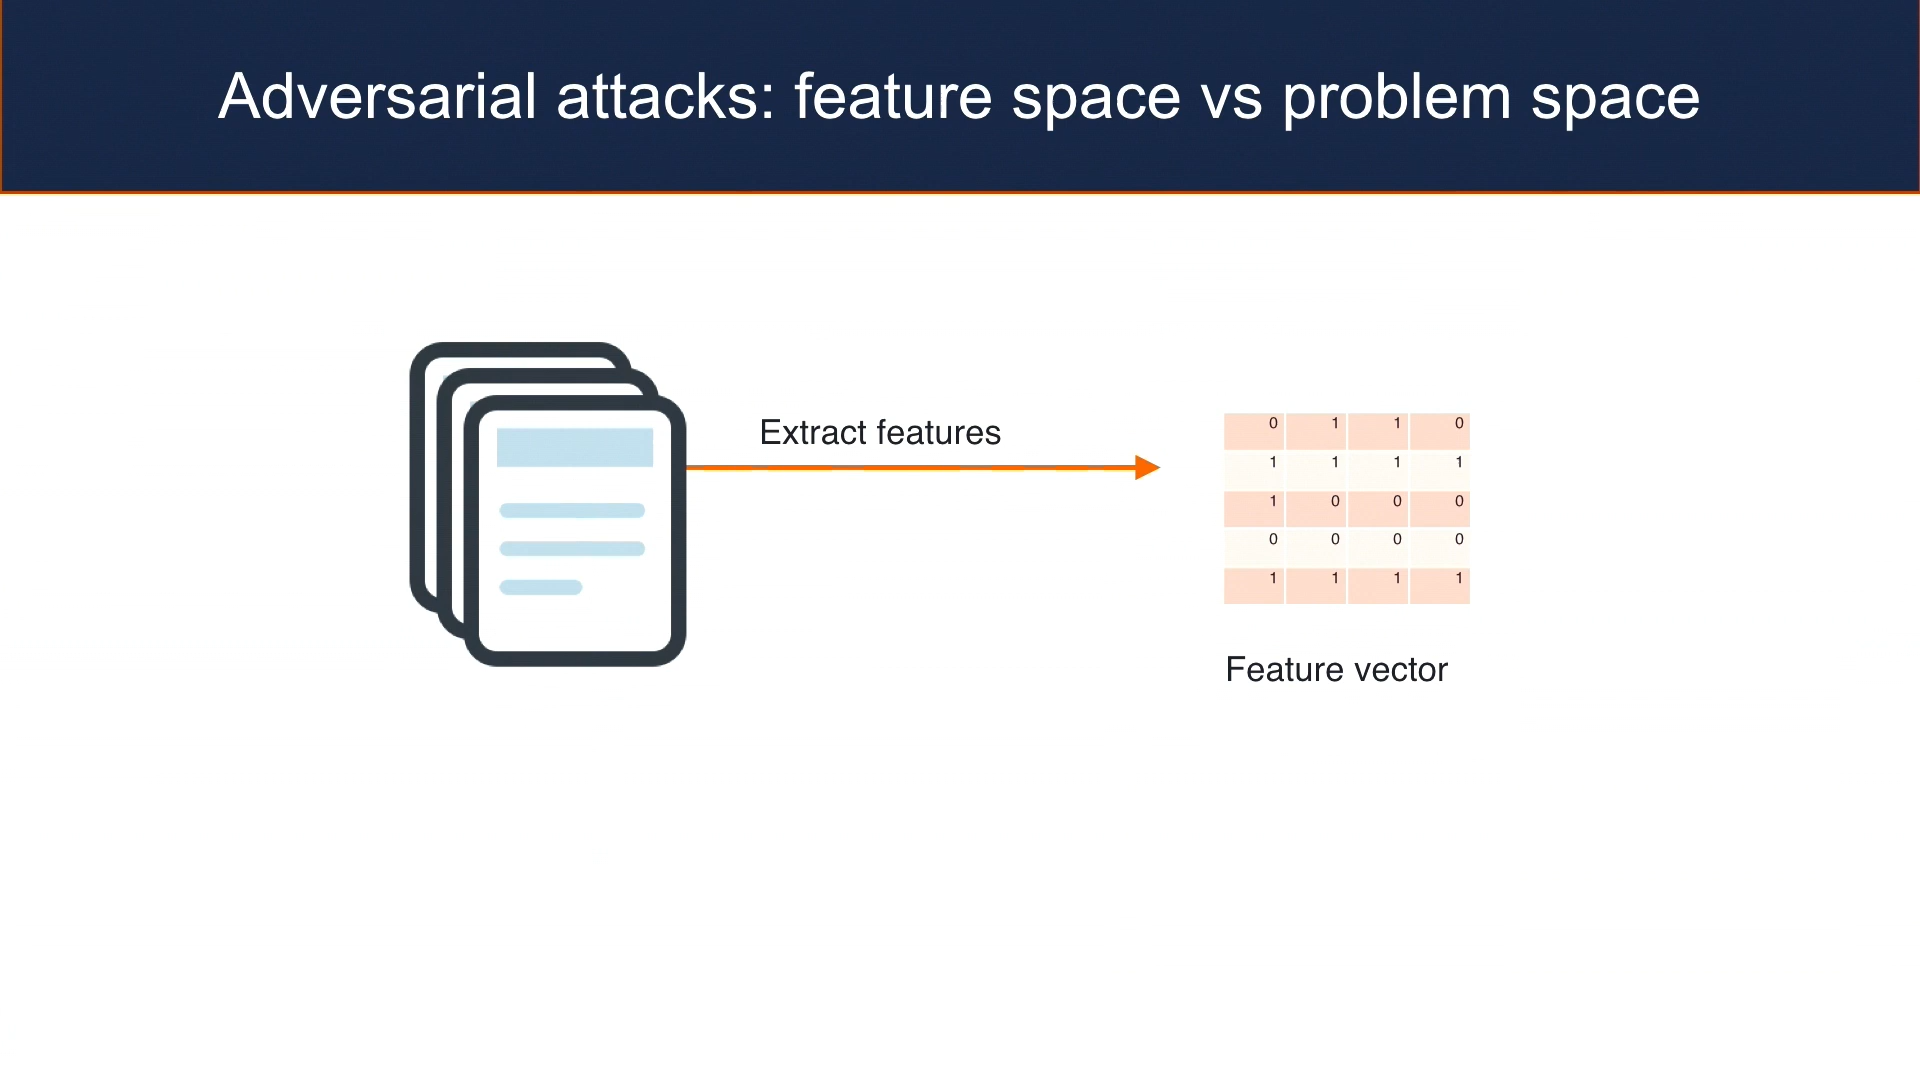 Adversarial attacks: feature space vs problem space
Extract features
0 1 1 0
1 1 1 1
1 0 0 0
0 0 0 0
1 1 1 1
Feature vector